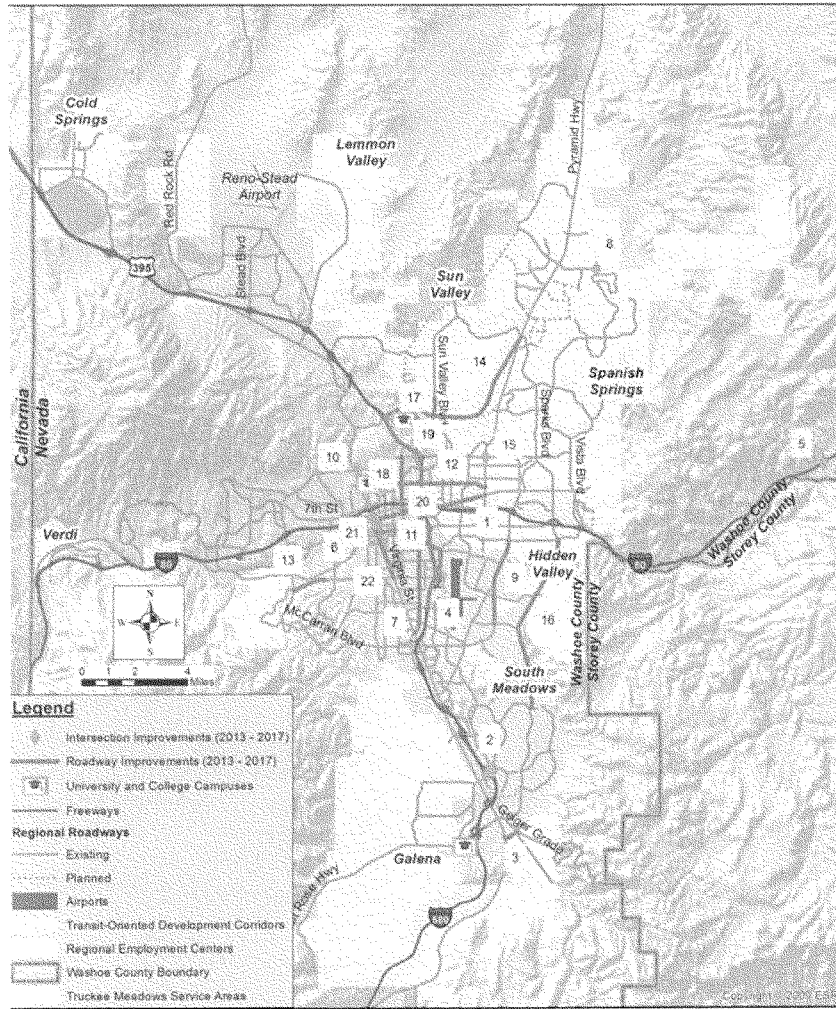 Cold
Springs
Lemmon
Valley
Reno-Stead
Airport
Red Rock Rd
Pyramid Hwy
395
Stead Blvd
8
Sun
Valley
14
Sun Valley Blvd
Spanish
Springs
17
Sparks Blvd
California
Nevada
19
15
Vista Blvd
5
10
12
18
20
7th St
1
Washoe County
Storey County
Verdi
21
11
6
13
Hidden
Valley
80
80
Virginia St
22
9
McCarran Blvd
7
4
16
Washoe County
Storey County
N
W
E
S
0
2
4
Miles
South
Meadows
Legend
Intersection Improvements (2013 - 2017)
Roadway Improvements (2013 - 2017)
University and College Campuses
Freeways
Regional Roadways
Existing
Planned
Airports
Transit-Oriented Development Corridors
Regional Employment Centers
Washoe County Boundary
Truckee Meadows Service Areas
2
Geiger Grade
Galena
3
Rose Hwy
580